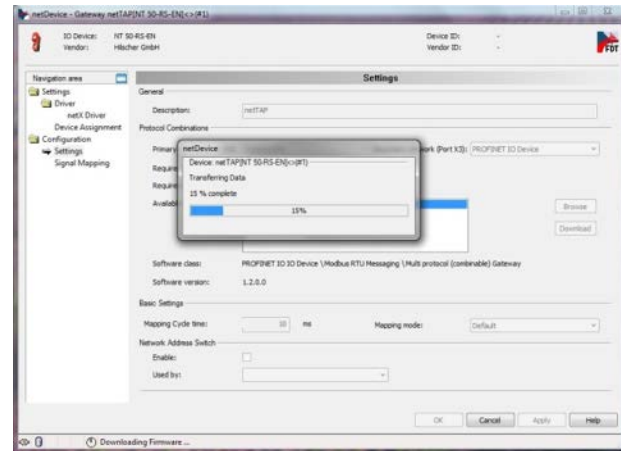 netDevice - Gateway netTAP[NT 50-RS-EN]<>(#1)
IO Device: NT 50-RS-EN
Vendor: Hilscher GmbH
Device ID: -
Vendor ID: -
FDT
Navigation area
Settings
Driver
netX Driver
Device Assignment
Configuration
Settings
Signal Mapping
Settings
General
Description: netTAP
Protocol Combinations
Primary
work (Port X3): PROFINET IO Device
Require
Require
Availabl
Browse
Download
netDevice
Device: netTAP[NT 50-RS-EN]<>(#1)
Transferring Data
15 % complete
15%
Software class: PROFINET IO IO Device \Modbus RTU Messaging \Multi protocol (combinable) Gateway
Software version: 1.2.0.0
Basic Settings
Mapping Cycle time: 10 ms
Mapping mode: Default
Network Address Switch
Enable:
Used by:
OK Cancel Apply Help
Downloading Firmware ...